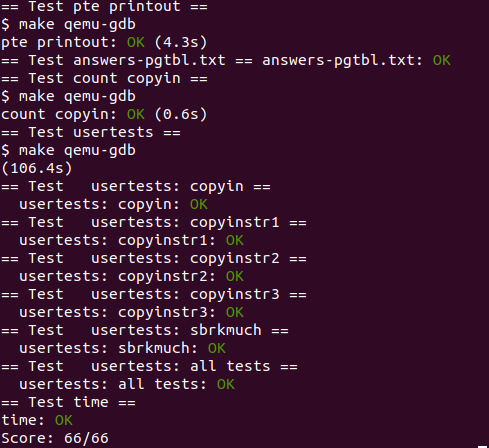 == Test pte printout ==
$ make qemu-gdb
pte printout: OK (4.3s)
== Test answers-pgtbl.txt == answers-pgtbl.txt: OK
== Test count copyin ==
$ make qemu-gdb
count copyin: OK (0.6s)
== Test usertests ==
$ make qemu-gdb
(106.4s)
== Test   usertests: copyin ==
  usertests: copyin: OK
== Test   usertests: copyinstr1 ==
  usertests: copyinstr1: OK
== Test   usertests: copyinstr2 ==
  usertests: copyinstr2: OK
== Test   usertests: copyinstr3 ==
  usertests: copyinstr3: OK
== Test   usertests: sbrkmuch ==
  usertests: sbrkmuch: OK
== Test   usertests: all tests ==
  usertests: all tests: OK
== Test time ==
time: OK
Score: 66/66